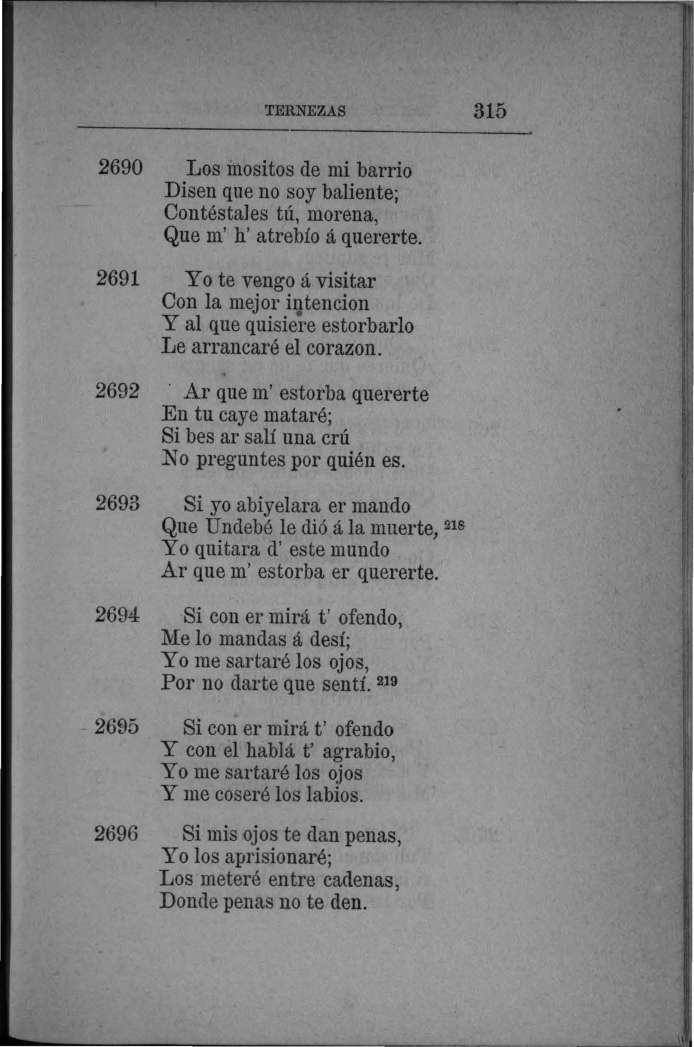 TERNEZAS 315
2690 Los mositos de mi barrio
Disen que no soy baliente;
Contéstales tú, morena,
Que m' h' atrebío á quererte.
2691 Yo te vengo á visitar
Con la mejor intencion
Y al que quisiere estorbarlo
Le arrancaré el corazon.
2692 Ar que m' estorba quererte
En tu caye mataré;
Si bes ar salí una crú
No preguntes por quién es.
2693 Si yo abiyelara er mando
Que Undebé le dió á la muerte, 218
Yo quitara d' este mundo
Ar que m' estorba er quererte.
2694 Si con er mirá t' ofendo,
Me lo mandas á desí;
Yo me sartaré los ojos,
Por no darte que sentí. 219
2695 Si con er mirá t' ofendo
Y con el hablá t' agrabio,
Yo me sartaré los ojos
Y me coseré los labios.
2696 Si mis ojos te dan penas,
Yo los aprisionaré;
Los meteré entre cadenas,
Donde penas no te den.